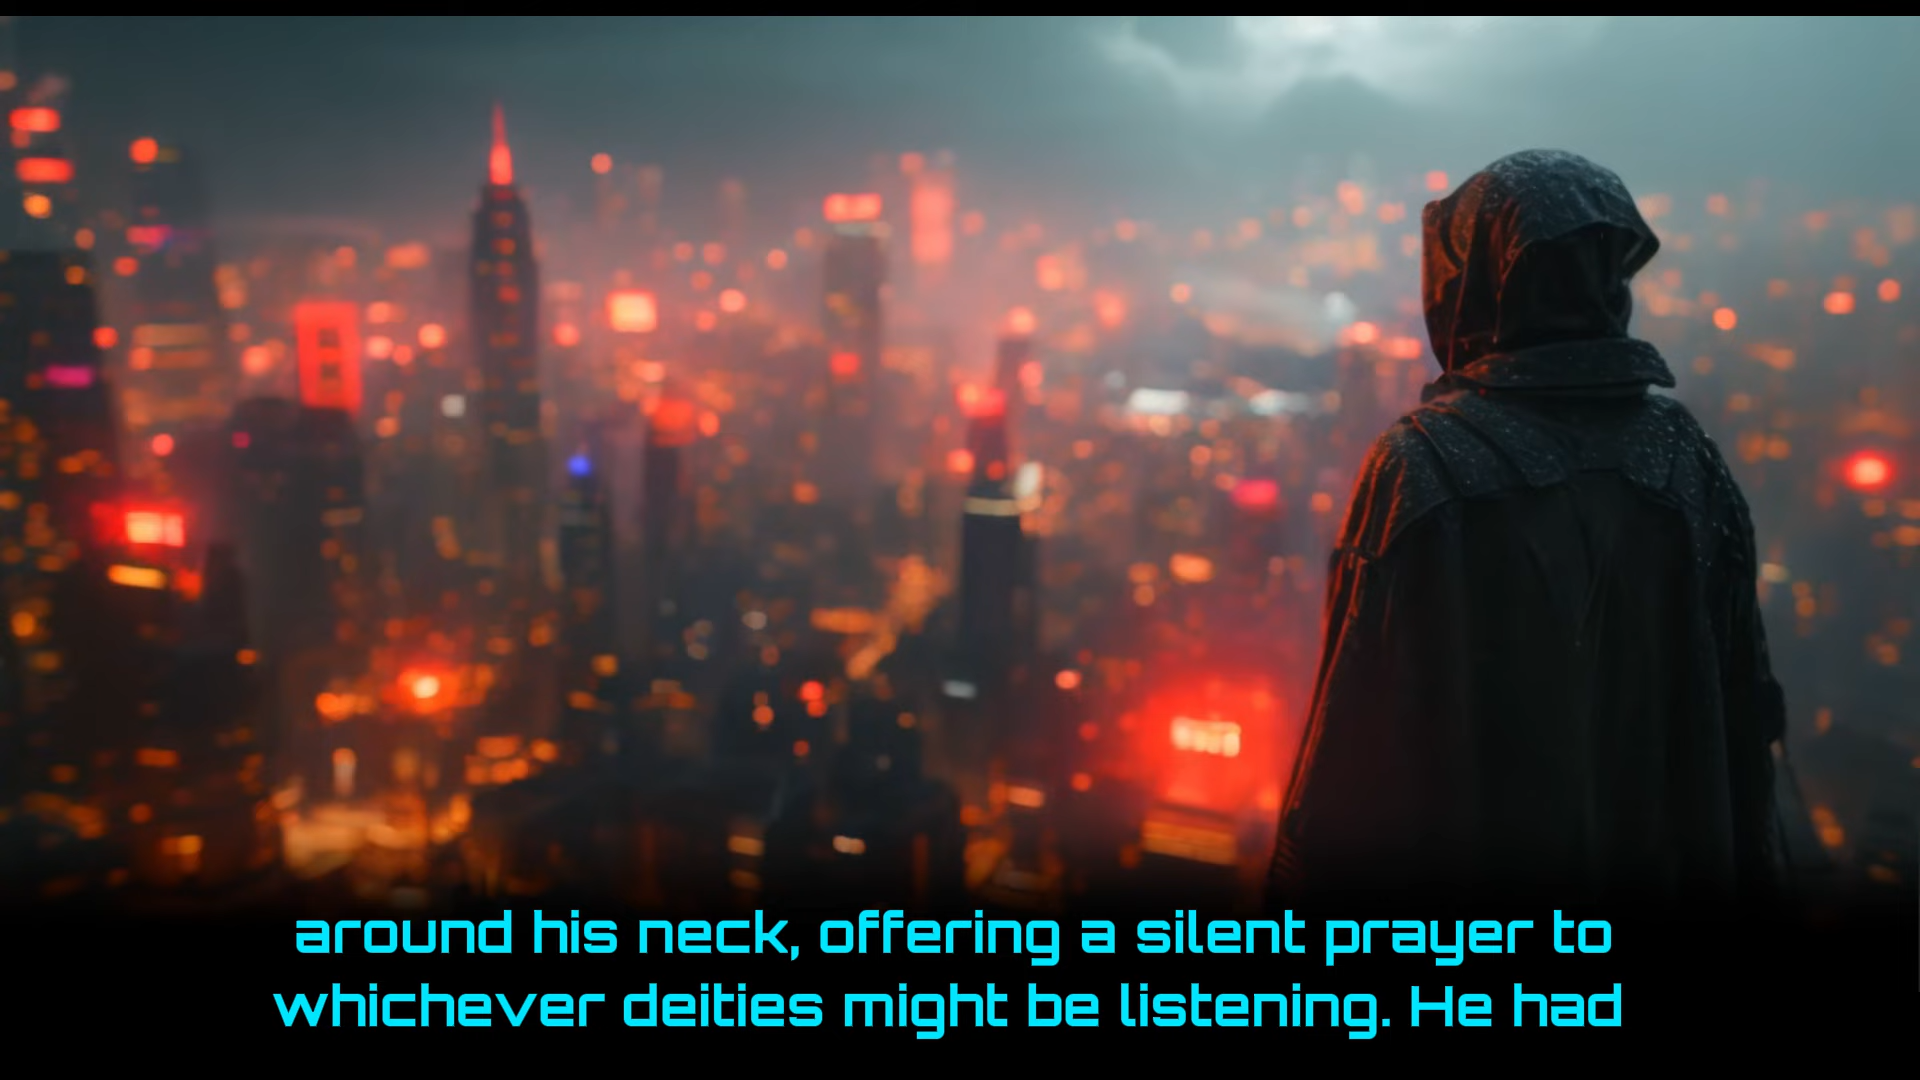 around his neck, offering a silent prayer to
whichever deities might be listening. He had